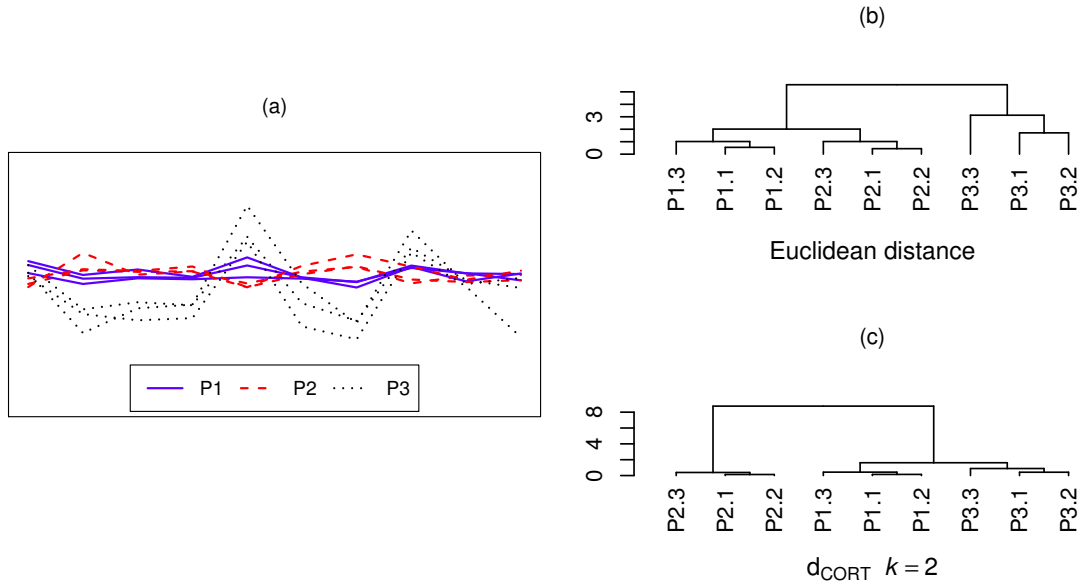 (a)
P1 P2 P3
(b)
0 3
P1.3 P1.1 P1.2 P2.3 P2.1 P2.2 P3.3 P3.1 P3.2
Euclidean distance
(c)
0 4 8
P2.3 P2.1 P2.2 P1.3 P1.1 P1.2 P3.3 P3.1 P3.2
dCORT k = 2